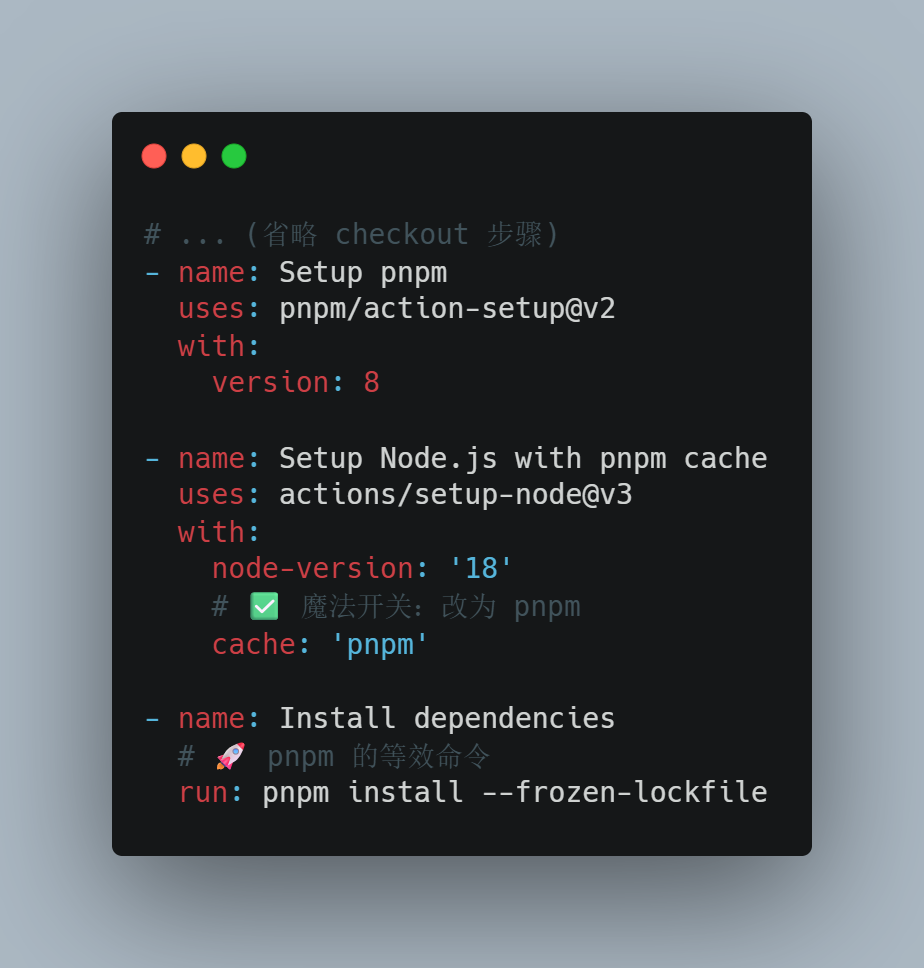 # ... (省略 checkout 步骤)
- name: Setup pnpm
  uses: pnpm/action-setup@v2
  with:
    version: 8

- name: Setup Node.js with pnpm cache
  uses: actions/setup-node@v3
  with:
    node-version: '18'
    # ✅ 魔法开关：改为 pnpm
    cache: 'pnpm'

- name: Install dependencies
  # 🚀 pnpm 的等效命令
  run: pnpm install --frozen-lockfile